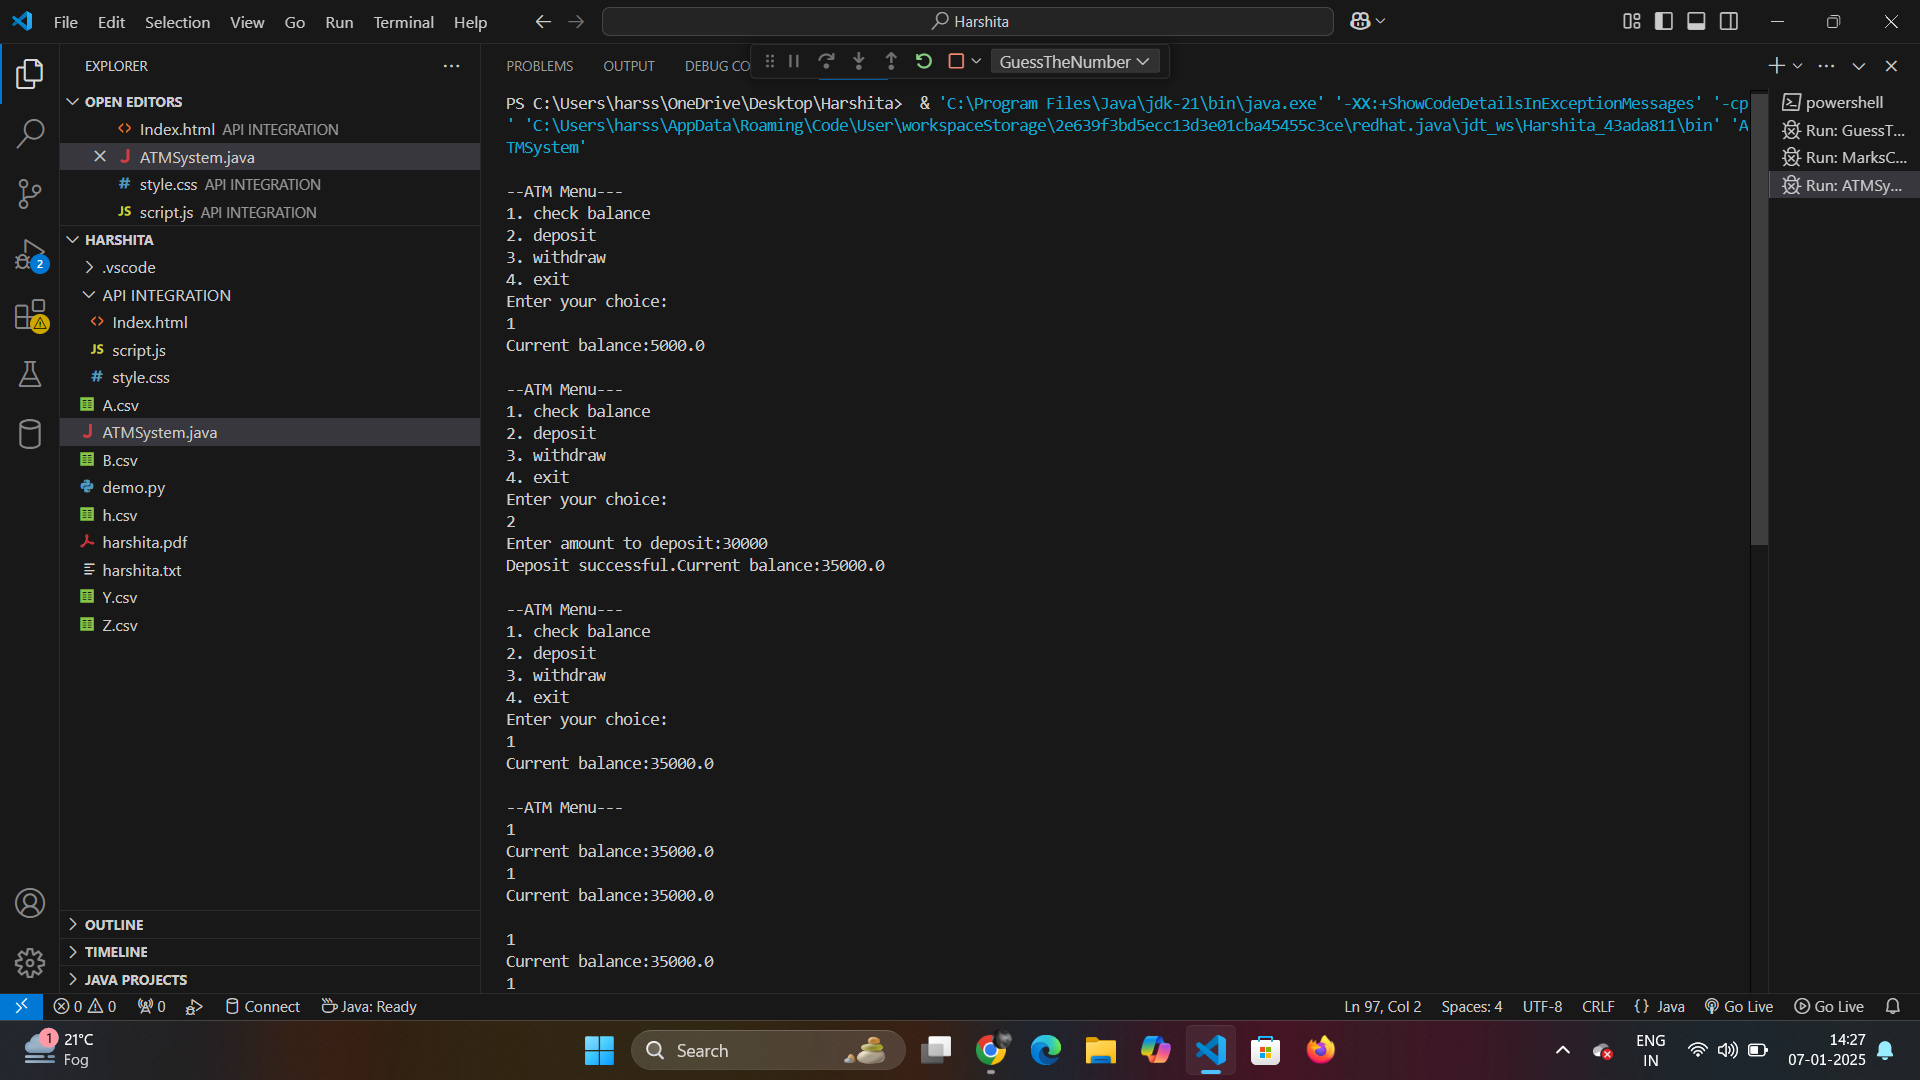 File Edit Selection View Go Run Terminal Help
Harshita
EXPLORER
OPEN EDITORS
Index.html API INTEGRATION
ATMSystem.java
style.css API INTEGRATION
JS script.js API INTEGRATION
HARSHITA
.vscode
API INTEGRATION
Index.html
JS script.js
style.css
A.csv
ATMSystem.java
B.csv
demo.py
h.csv
harshita.pdf
harshita.txt
Y.csv
Z.csv
OUTLINE
TIMELINE
JAVA PROJECTS
2
PROBLEMS OUTPUT DEBUG CO
GuessTheNumber
PS C:\Users\harss\OneDrive\Desktop\Harshita> & 'C:\Program Files\Java\jdk-21\bin\java.exe' '-XX:+ShowCodeDetailsInExceptionMessages' '-cp
' 'C:\Users\harss\AppData\Roaming\Code\User\workspaceStorage\2e639f3bd5ecc13d3e01cba45455c3ce\redhat.java\jdt_ws\Harshita_43ada811\bin' 'A
TMSystem'
--ATM Menu---
1. check balance
2. deposit
3. withdraw
4. exit
Enter your choice:
1
Current balance:5000.0
--ATM Menu---
1. check balance
2. deposit
3. withdraw
4. exit
Enter your choice:
2
Enter amount to deposit:30000
Deposit successful.Current balance:35000.0
--ATM Menu---
1. check balance
2. deposit
3. withdraw
4. exit
Enter your choice:
1
Current balance:35000.0
--ATM Menu---
1
Current balance:35000.0
1
Current balance:35000.0
1
Current balance:35000.0
1
powershell
Run: GuessT...
Run: MarksC...
Run: ATMSy...
0 0 0 Connect Java: Ready
Ln 97, Col 2 Spaces: 4 UTF-8 CRLF {} Java Go Live Go Live
1 21°C
Fog
Search
ENG
IN
14:27
07-01-2025